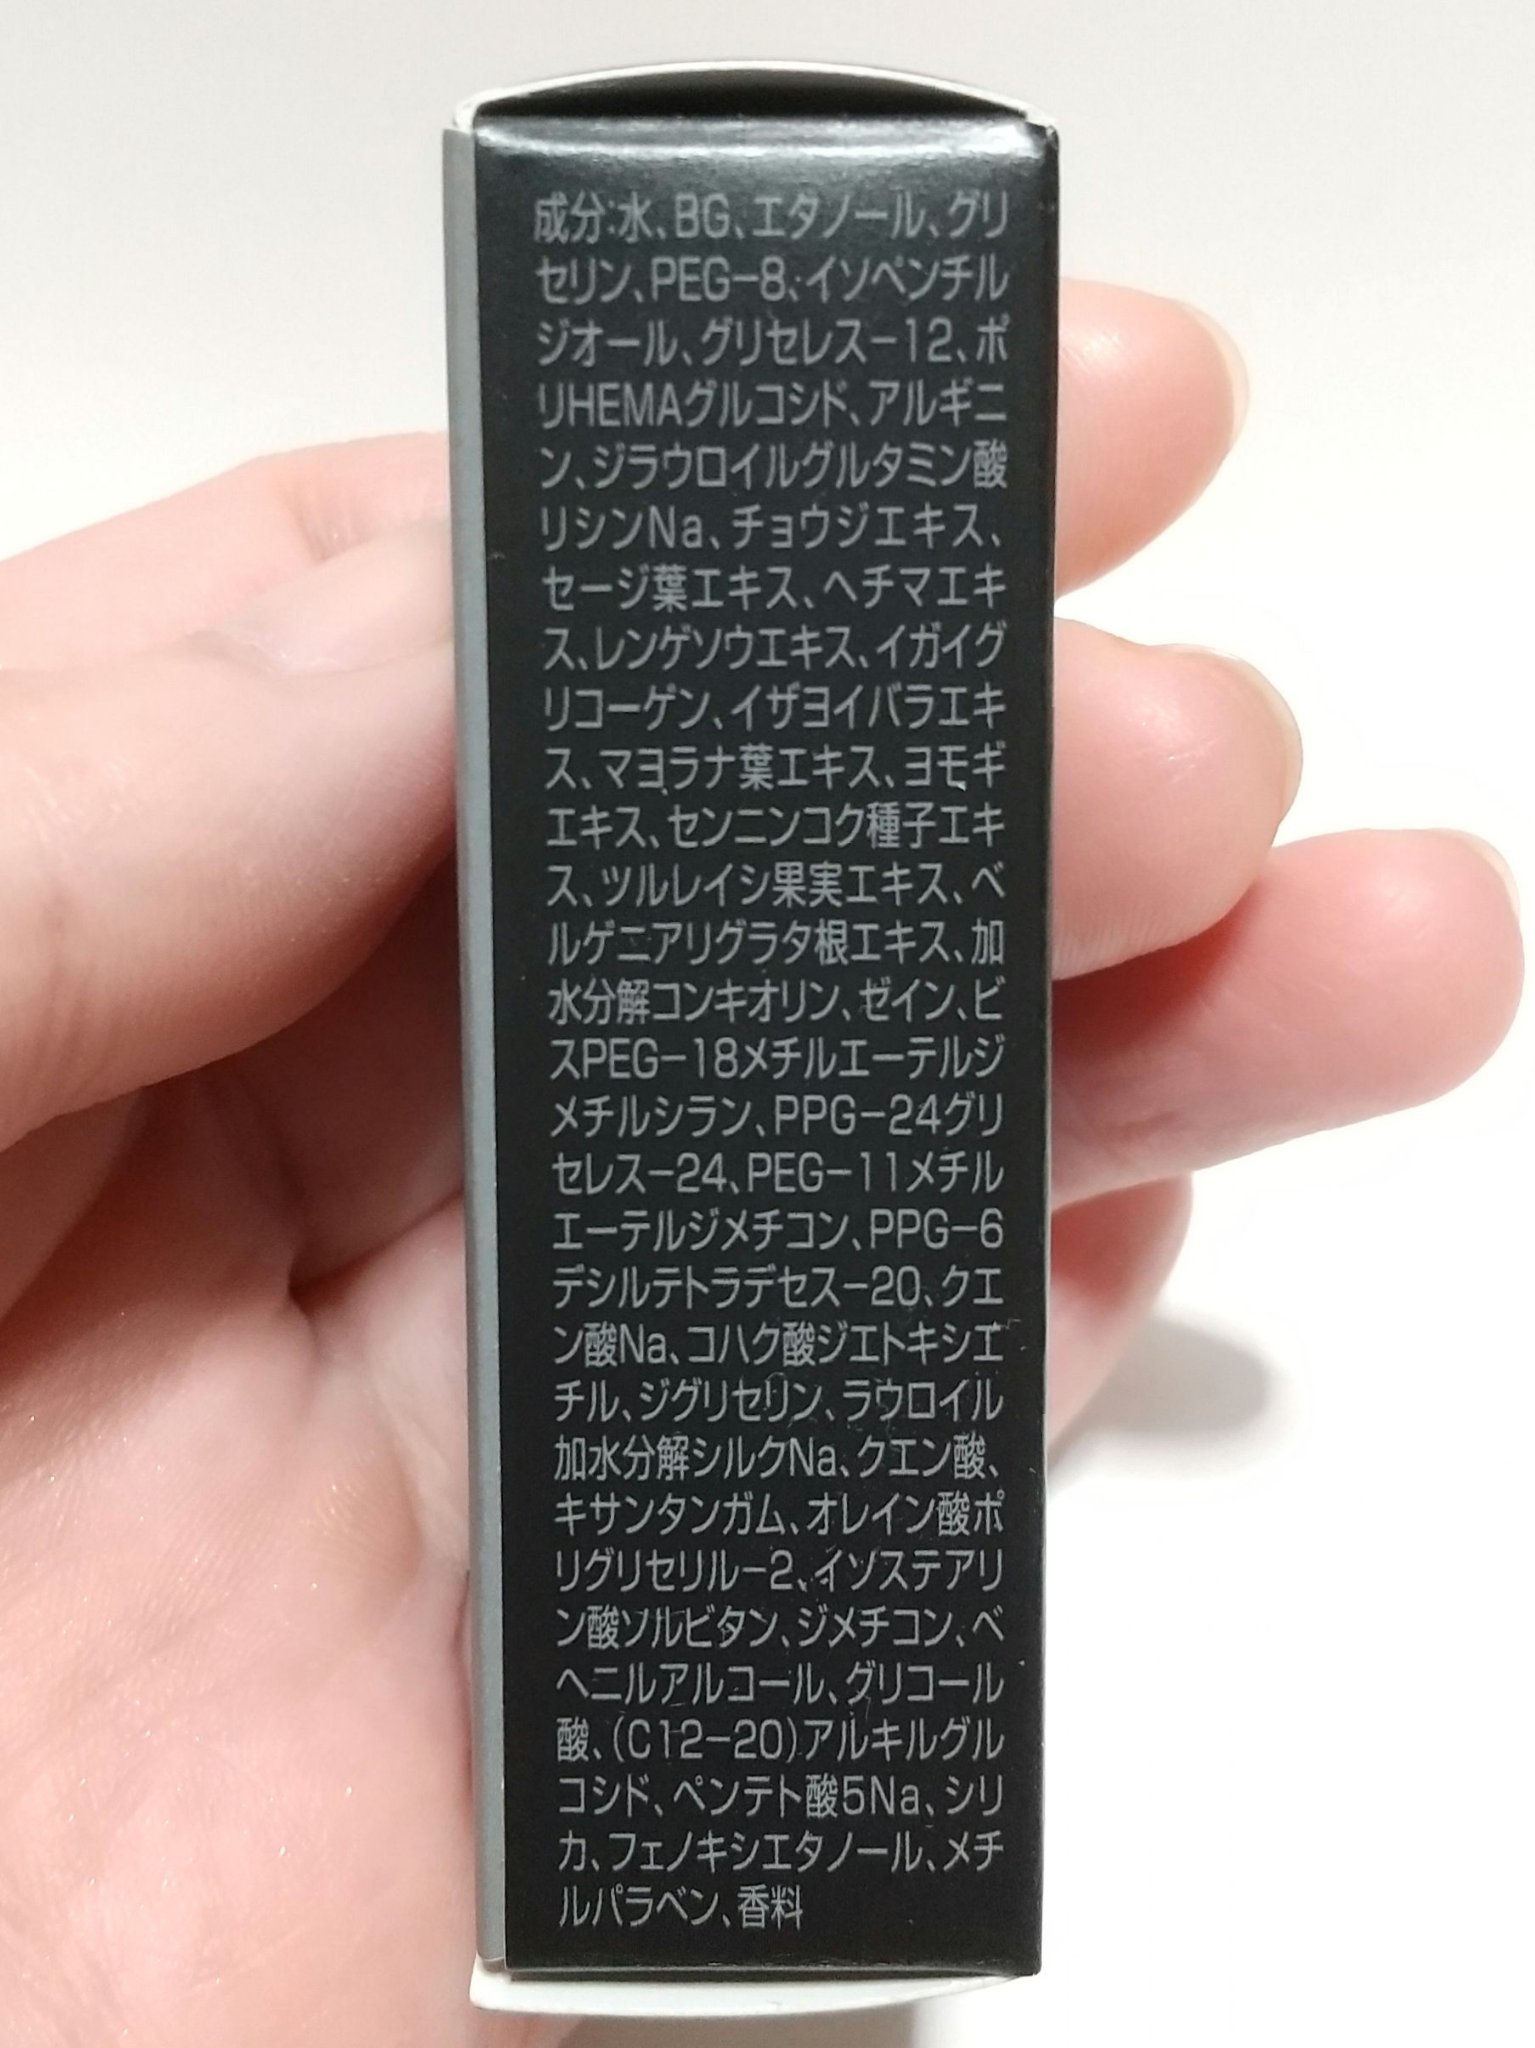 成分:水、BG、エタノール、グリ
セリン、PEG-8、イソペンチル
ジオール、グリセレス-12、ポ
リHEMAグルコシド、アルギニ
ン、ジラウロイルグルタミン酸
リシンNa、チョウジエキス、
セージ葉エキス、ヘチマエキ
ス、レンゲソウエキス、イガイグ
リコーゲン、イザヨイバラエキ
ス、マヨラナ葉エキス、ヨモギ
エキス、センニンコク種子エキ
ス、ツルレイシ果実エキス、ベ
ルゲニアリグラタ根エキス、加
水分解コンキオリン、ゼイン、ビ
スPEG-18メチルエーテルジ
メチルシラン、PPG-24グリ
セレス-24、PEG-11メチル
エーテルジメチコン、PPG-6
デシルテトラデセス-20、クエ
ン酸Na、コハク酸ジエトキシエ
チル、ジグリセリン、ラウロイル
加水分解シルクNa、クエン酸、
キサンタンガム、オレイン酸ポ
リグリセリル-2、イソステアリ
ン酸ソルビタン、ジメチコン、ベ
ヘニルアルコール、グリコール
酸、(C12-20)アルキルグル
コシド、ペンテト酸5Na、シリ
カ、フェノキシエタノール、メチ
ルパラベン、香料